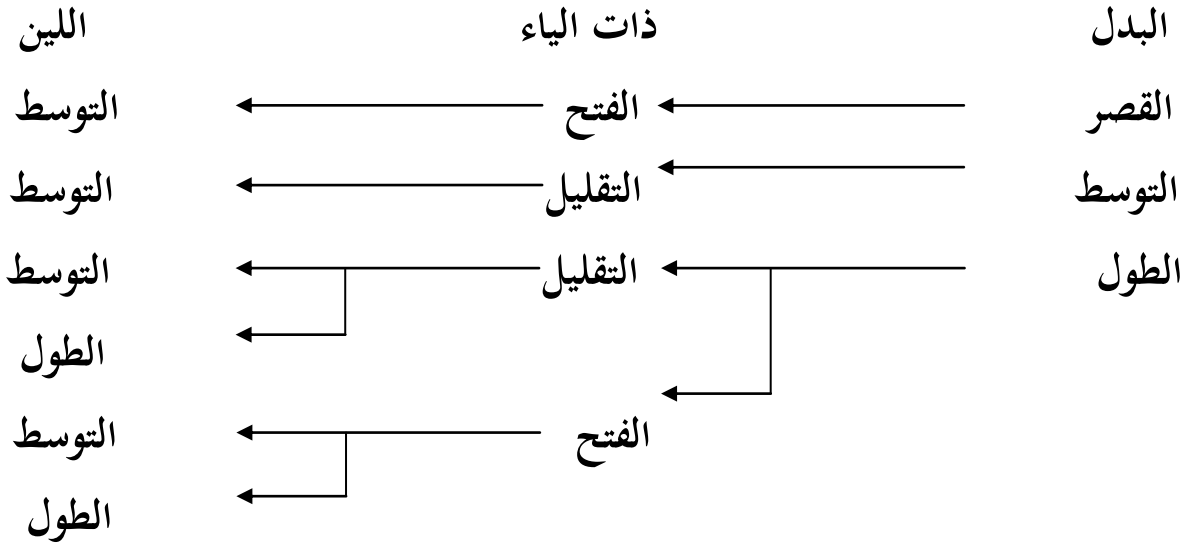 البدل ذات الياء اللين
القصر الفتح التوسط
التوسط التقليل التوسط
الطول التقليل التوسط
الطول
الفتح التوسط
الطول